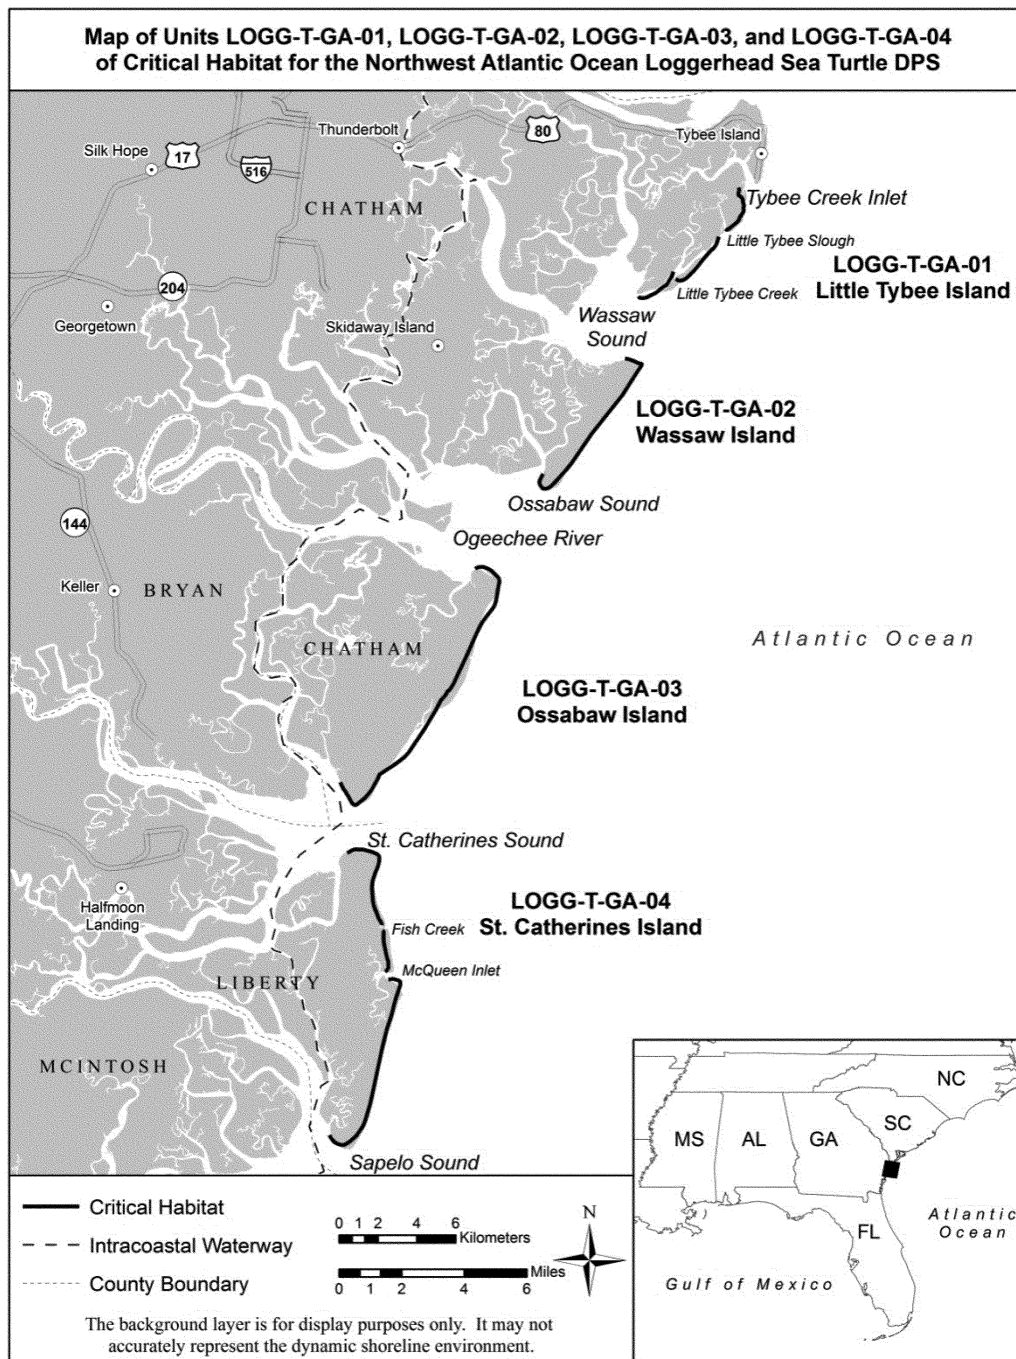 Map of Units LOGG-T-GA-01, LOGG-T-GA-02, LOGG-T-GA-03, and LOGG-T-GA-04
of Critical Habitat for the Northwest Atlantic Ocean Loggerhead Sea Turtle DPS
Thunderbolt
80
Tybee Island
Silk Hope
17
516
CHATHAM
Tybee Creek Inlet
Little Tybee Slough
LOGG-T-GA-01
Little Tybee Island
204
Little Tybee Creek
Georgetown
Skidaway Island
Wassaw
Sound
LOGG-T-GA-02
Wassaw Island
Ossabaw Sound
144
Ogeechee River
Keller
BRYAN
CHATHAM
Atlantic Ocean
LOGG-T-GA-03
Ossabaw Island
St. Catherines Sound
Halfmoon
Landing
LOGG-T-GA-04
St. Catherines Island
Fish Creek
McQueen Inlet
LIBERTY
MCINTOSH
Sapelo Sound
NC
SC
MS
AL
GA
FL
Atlantic
Ocean
Gulf of Mexico
Critical Habitat
Intracoastal Waterway
County Boundary
0 1 2 4 6
Kilometers
Miles
0 1 2 4 6
N
The background layer is for display purposes only. It may not
accurately represent the dynamic shoreline environment.